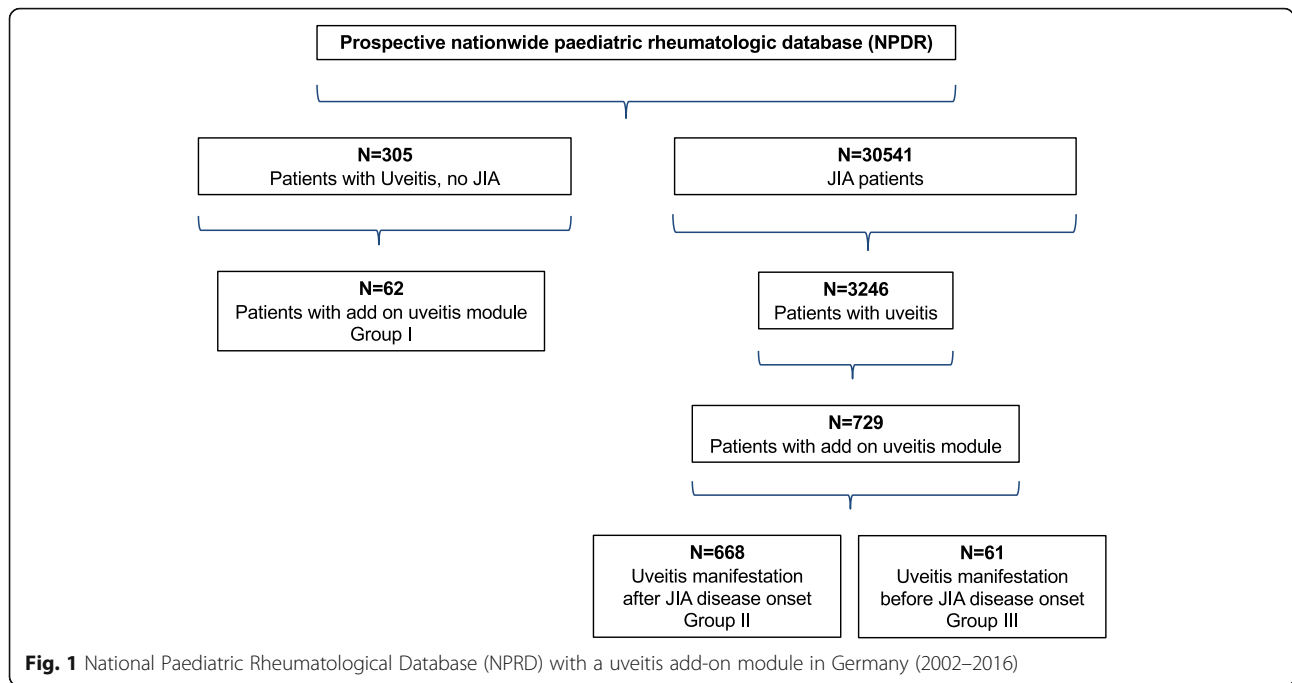 Prospective nationwide paediatric rheumatologic database (NPDR)
N=305
Patients with Uveitis, no JIA
N=30541
JIA patients
N=62
Patients with add on uveitis module
Group I
N=3246
Patients with uveitis
N=729
Patients with add on uveitis module
N=668
Uveitis manifestation
after JIA disease onset
Group II
N=61
Uveitis manifestation
before JIA disease onset
Group III
Fig. 1 National Paediatric Rheumatological Database (NPRD) with a uveitis add-on module in Germany (2002–2016)